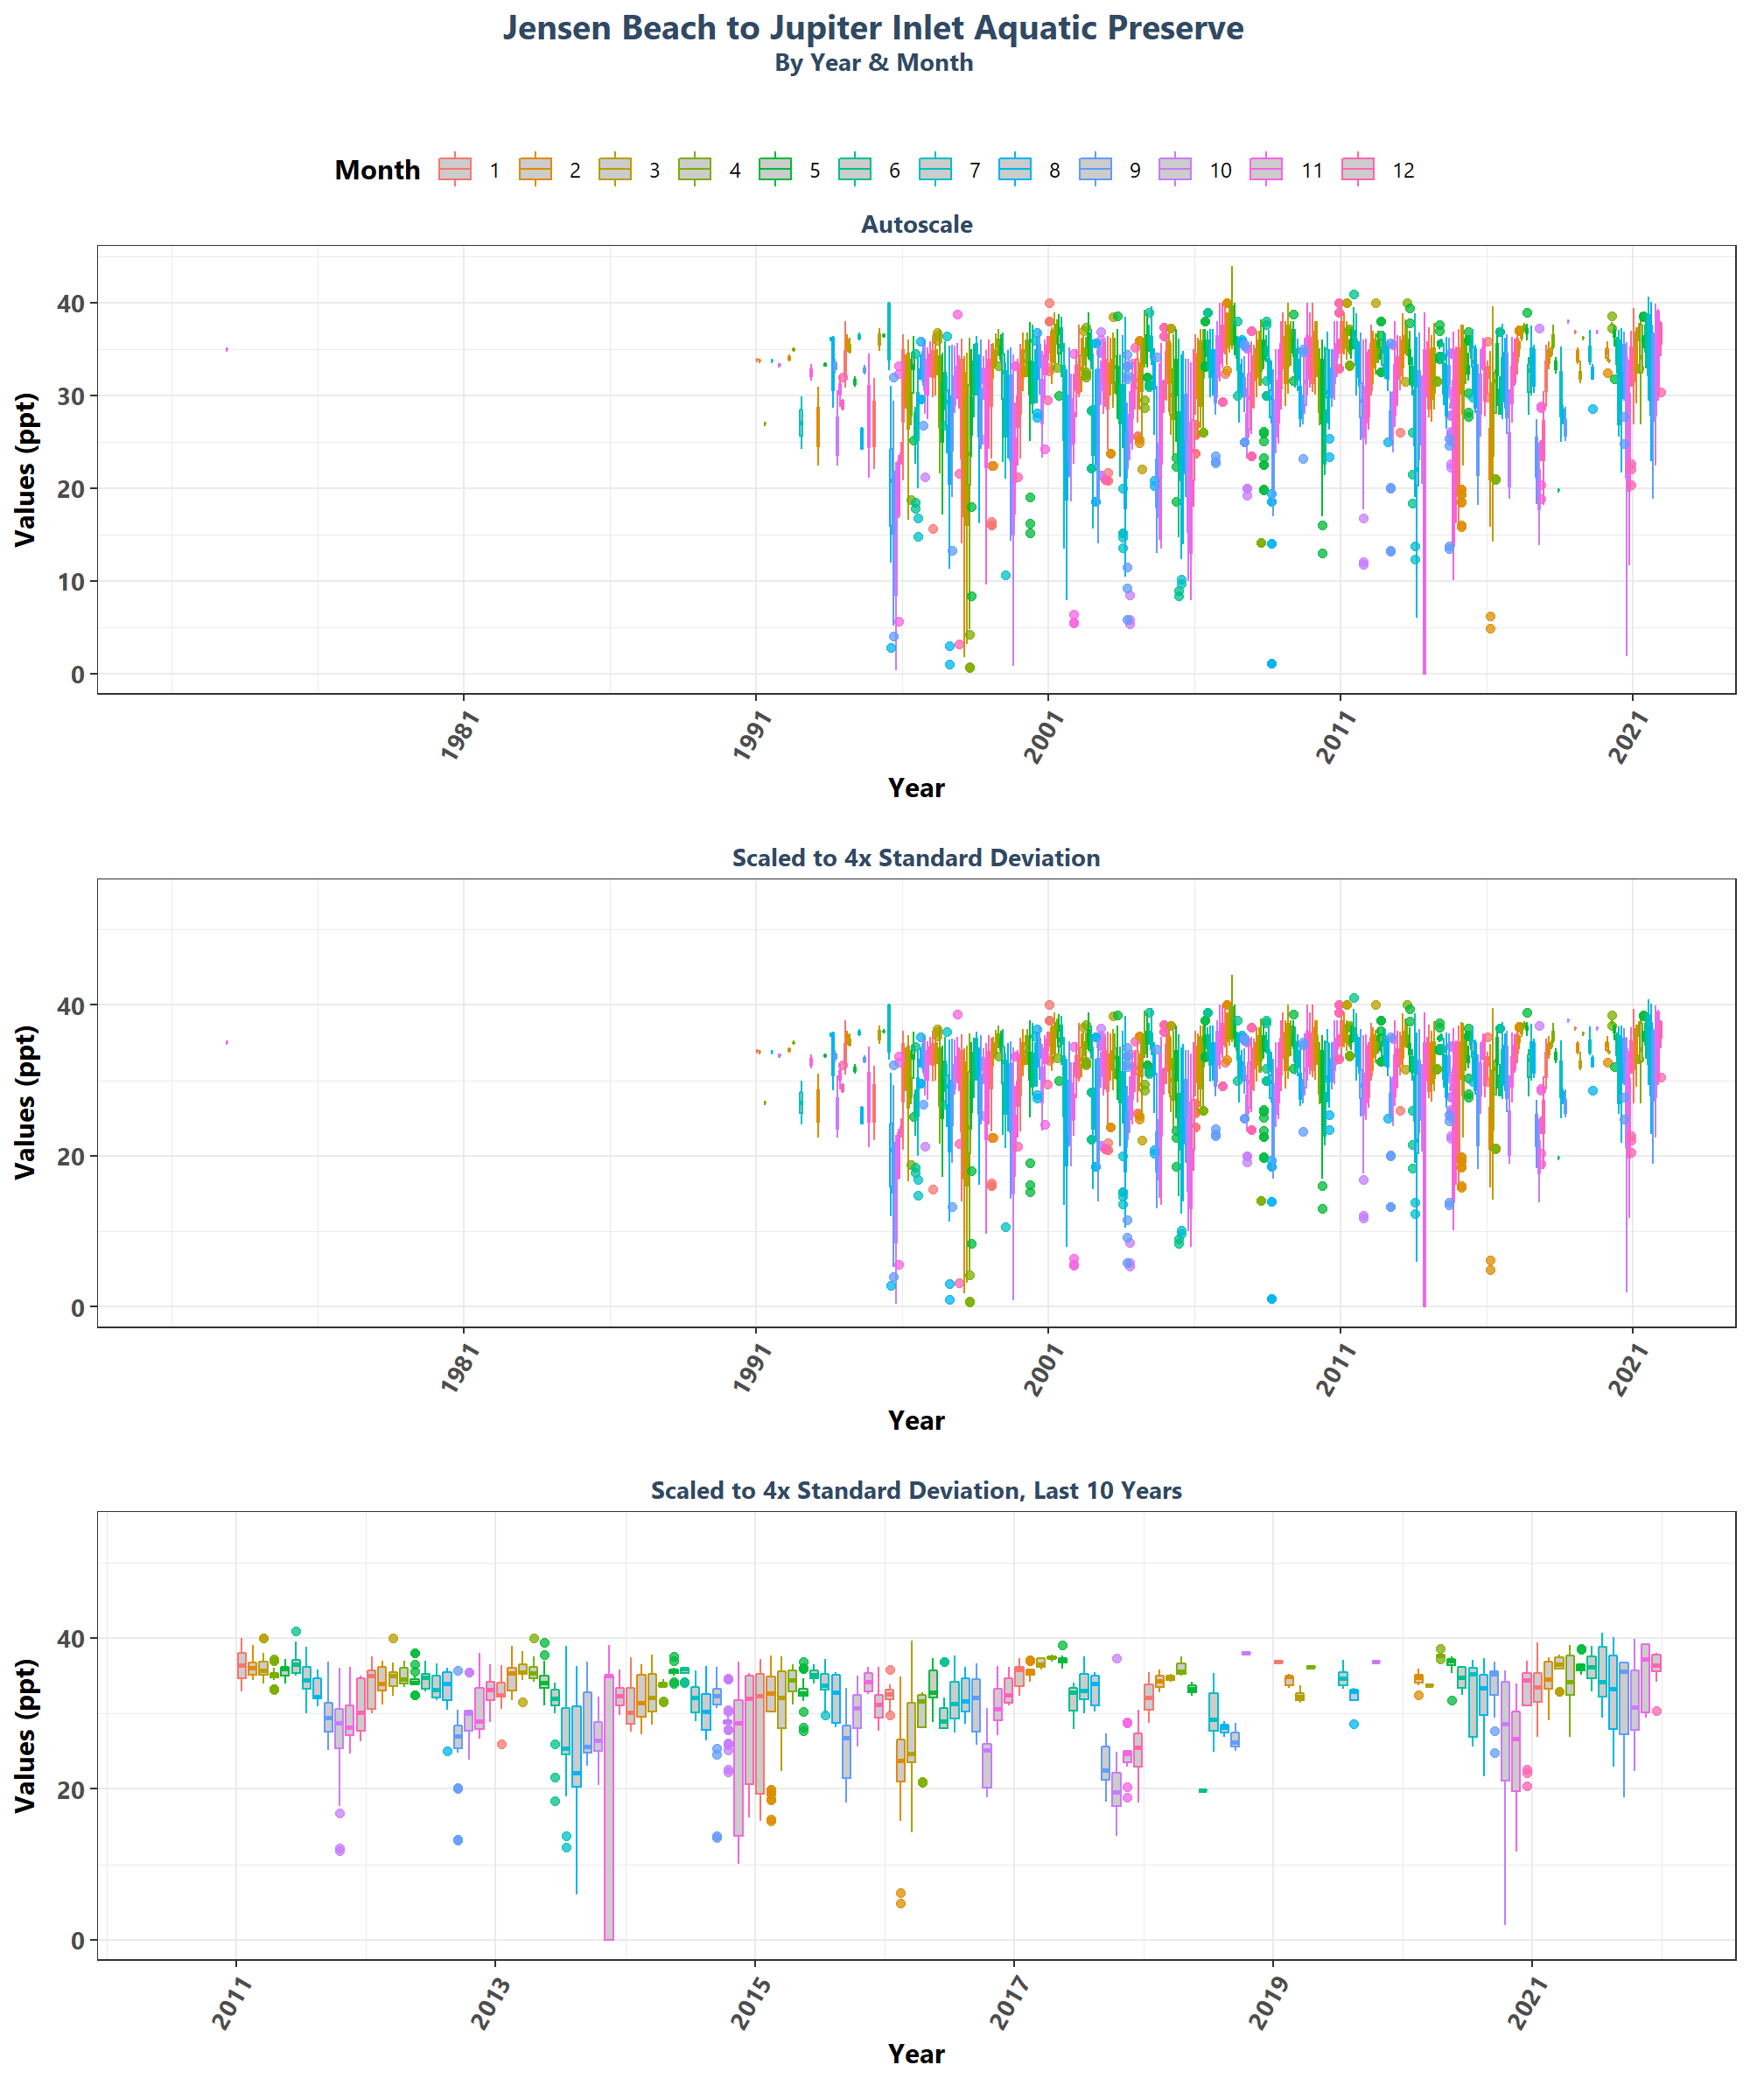 Jensen Beach to Jupiter Inlet Aquatic Preserve
By Year & Month
Month 1 2 3 4 5 6 7 8 9 10 11 12
Autoscale
Values (ppt)
40
30
20
10
0
1981 1991 2001 2011 2021
Year
Scaled to 4x Standard Deviation
Values (ppt)
40
20
0
1981 1991 2001 2011 2021
Year
Scaled to 4x Standard Deviation, Last 10 Years
Values (ppt)
40
20
0
2011 2013 2015 2017 2019 2021
Year